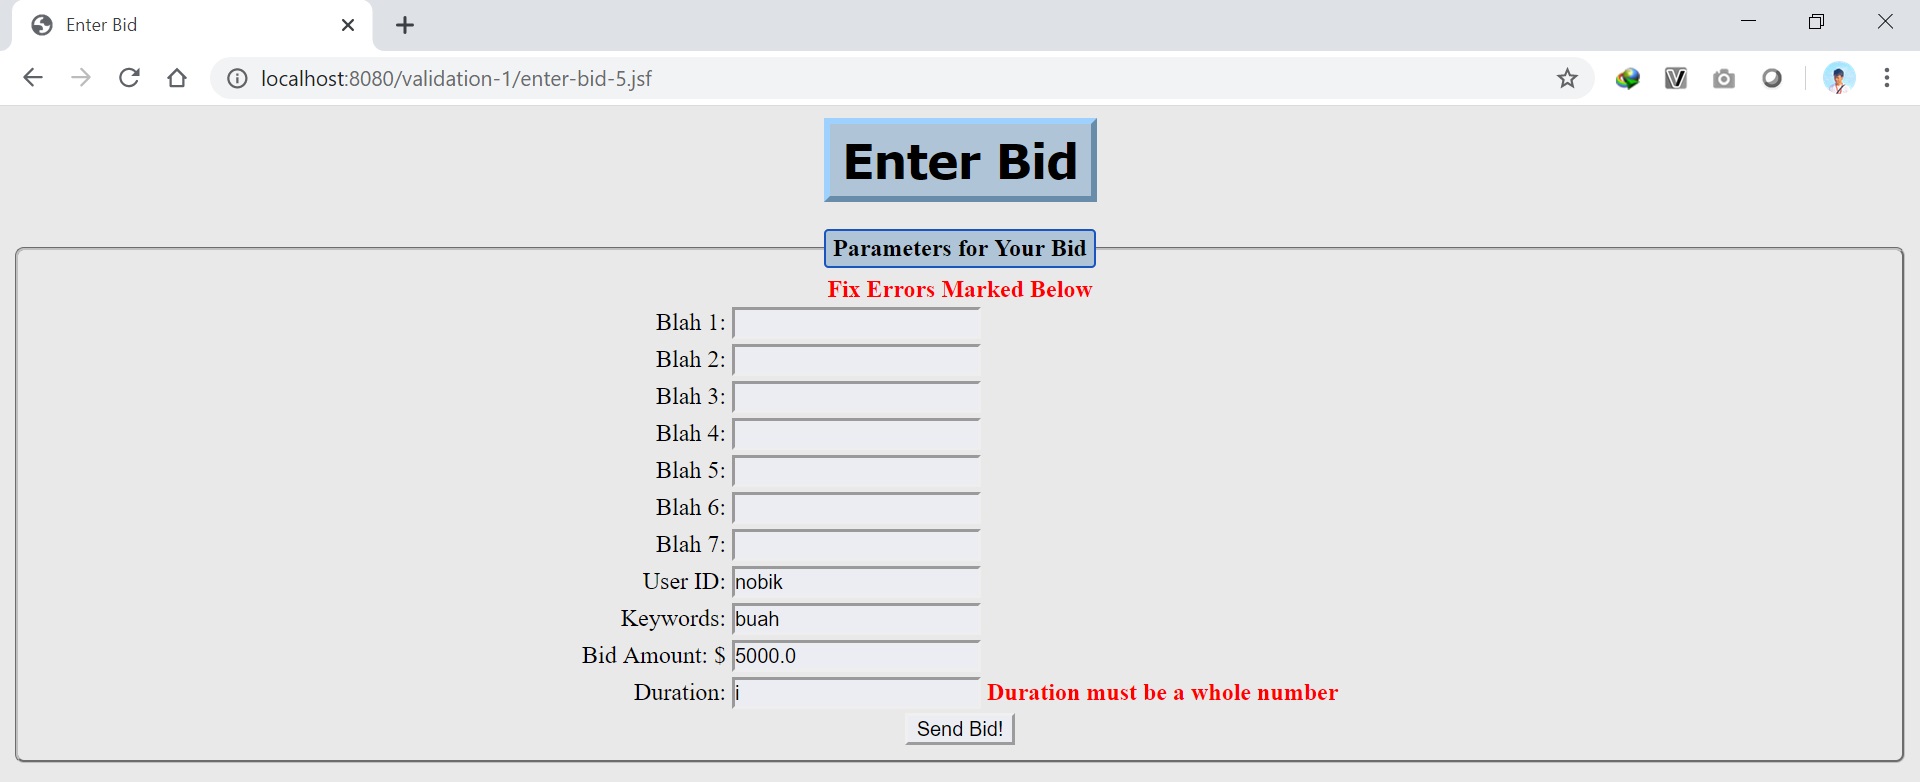 Enter Bid
localhost:8080/validation-1/enter-bid-5.jsf
Enter Bid
Parameters for Your Bid
Fix Errors Marked Below
Blah 1:
Blah 2:
Blah 3:
Blah 4:
Blah 5:
Blah 6:
Blah 7:
User ID: nobik
Keywords: buah
Bid Amount: $ 5000.0
Duration: i Duration must be a whole number
Send Bid!